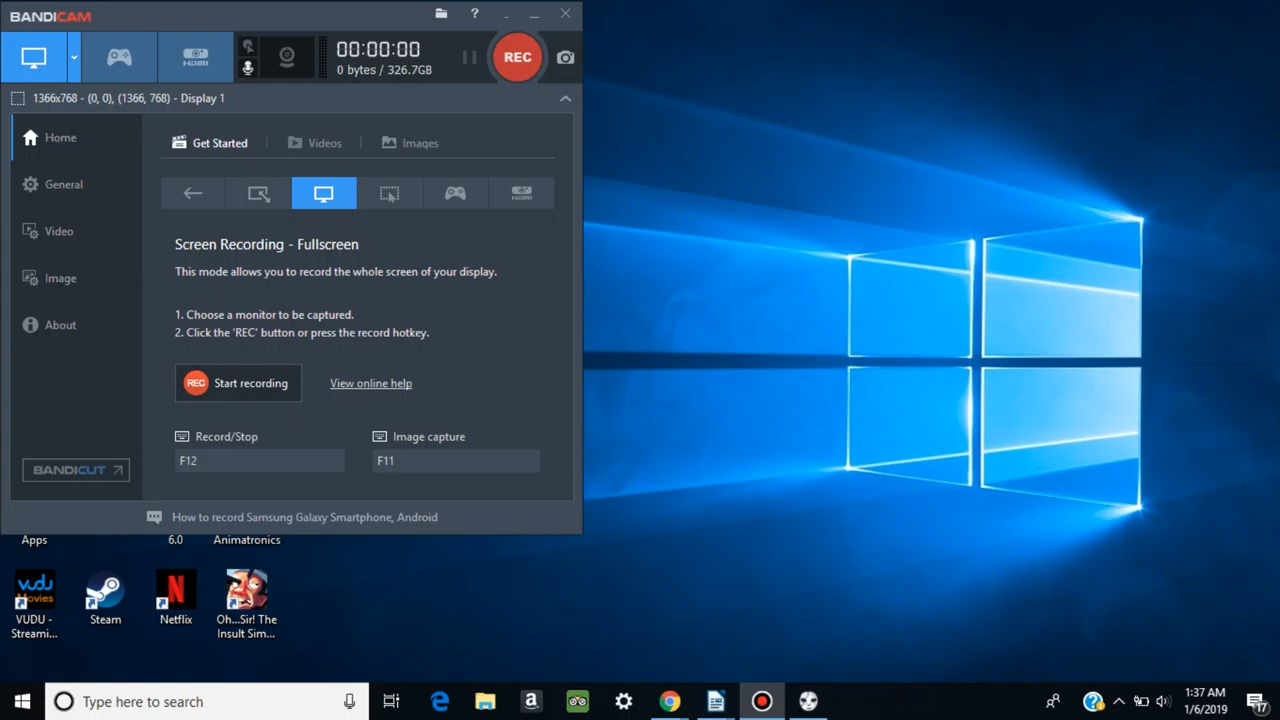 BANDICAM
?
HDMI
00:00:00
0 bytes / 326.7GB
REC
1366x768 - (0, 0), (1366, 768) - Display 1
Home
General
Video
Image
About
BANDICUT
Get Started
Videos
Images
HDMI
Screen Recording - Fullscreen
This mode allows you to record the whole screen of your display.
1. Choose a monitor to be captured.
2. Click the 'REC' button or press the record hotkey.
REC Start recording
View online help
Record/Stop
Image capture
F12
F11
How to record Samsung Galaxy Smartphone, Android
Apps
6.0
Animatronics
vudu
Movies
VUDU -
Streami...
Steam
Netflix
Oh...Sir! The
Insult Sim...
Type here to search
1:37 AM
1/6/2019
17